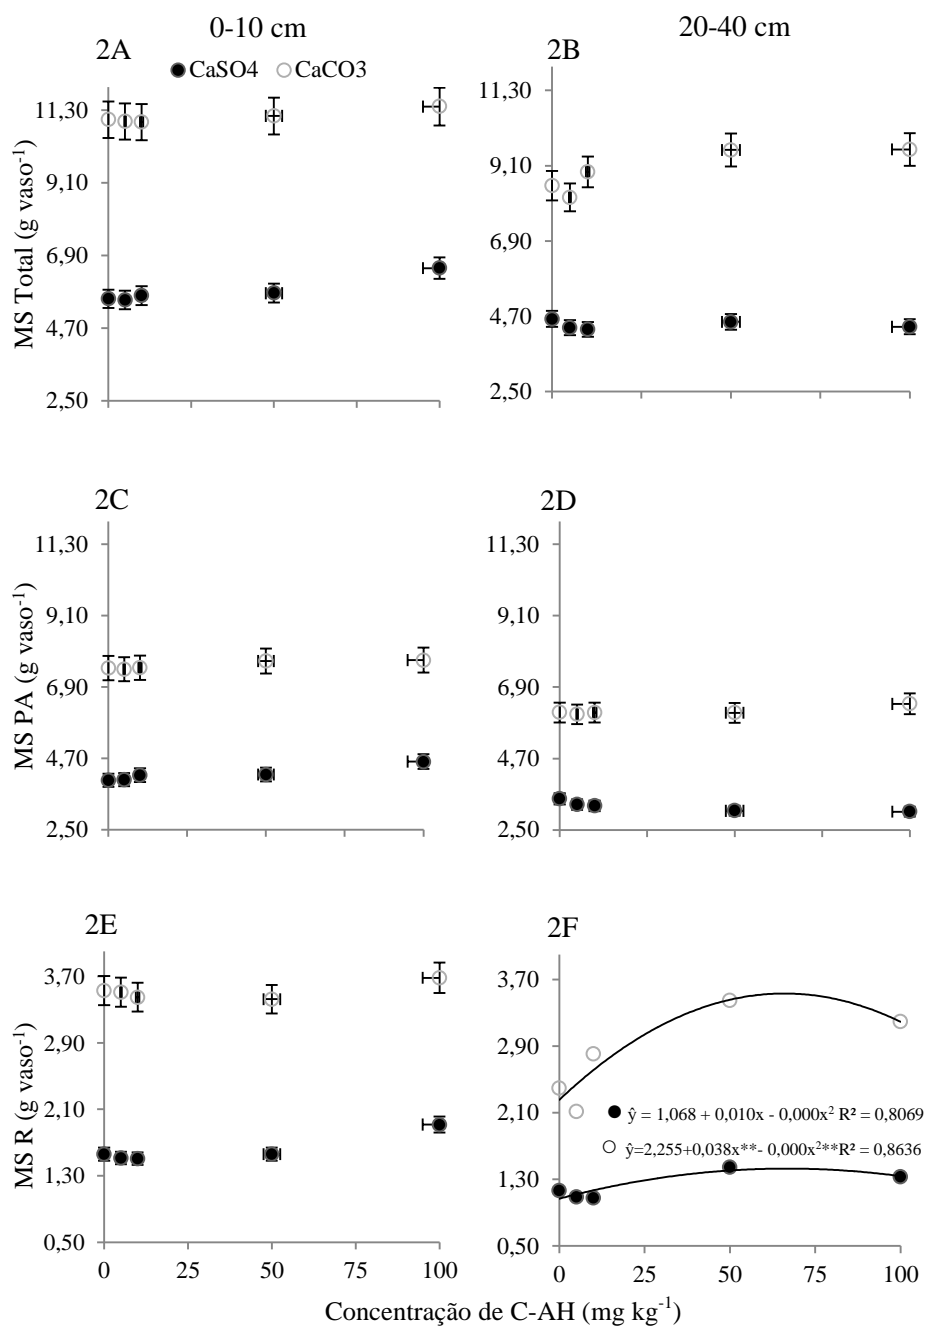 0-10 cm
20-40 cm
2A
2B
CaSO4 CaCO3
11,30
9,10
6,90
4,70
2,50
MS Total (g vaso⁻¹)
11,30
9,10
6,90
4,70
2,50
2C
2D
11,30
9,10
6,90
4,70
2,50
MS PA (g vaso⁻¹)
11,30
9,10
6,90
4,70
2,50
2E
2F
3,70
2,90
2,10
1,30
0,50
MS R (g vaso⁻¹)
0 25 50 75 100
3,70
2,90
2,10
1,30
0,50
ŷ = 1,068 + 0,010x - 0,000x² R² = 0,8069
ŷ=2,255+0,038x**- 0,000x²**R² = 0,8636
0 25 50 75 100
Concentração de C-AH (mg kg⁻¹)